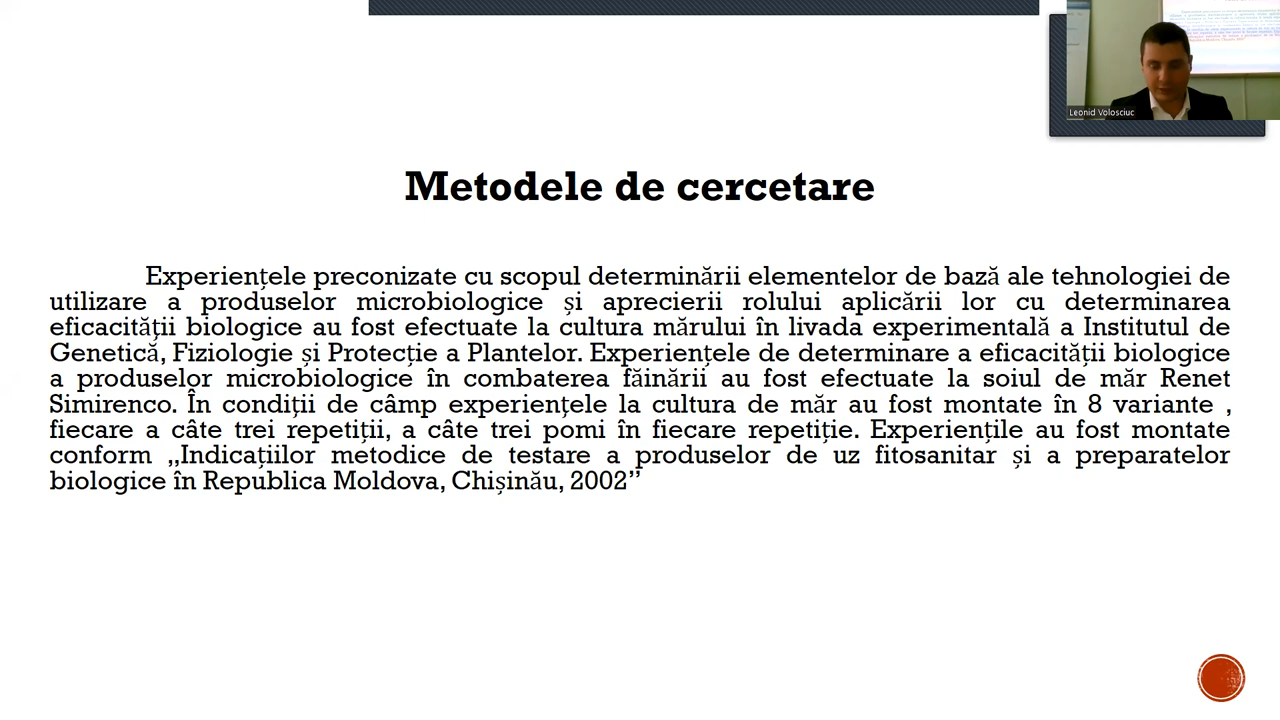 Leonid Volosciuc
Metodele de cercetare
Experiențele preconizate cu scopul determinării elementelor de bază ale tehnologiei de
utilizare a produselor microbiologice și aprecierii rolului aplicării lor cu determinarea
eficacității biologice au fost efectuate la cultura mărului în livada experimentală a Institutul de
Genetică, Fiziologie și Protecție a Plantelor. Experiențele de determinare a eficacității biologice
a produselor microbiologice în combaterea făinării au fost efectuate la soiul de măr Renet
Simirenco. În condiții de câmp experiențele la cultura de măr au fost montate în 8 variante ,
fiecare a câte trei repetiții, a câte trei pomi în fiecare repetiție. Experiențile au fost montate
conform „Indicațiilor metodice de testare a produselor de uz fitosanitar și a preparatelor
biologice în Republica Moldova, Chișinău, 2002”